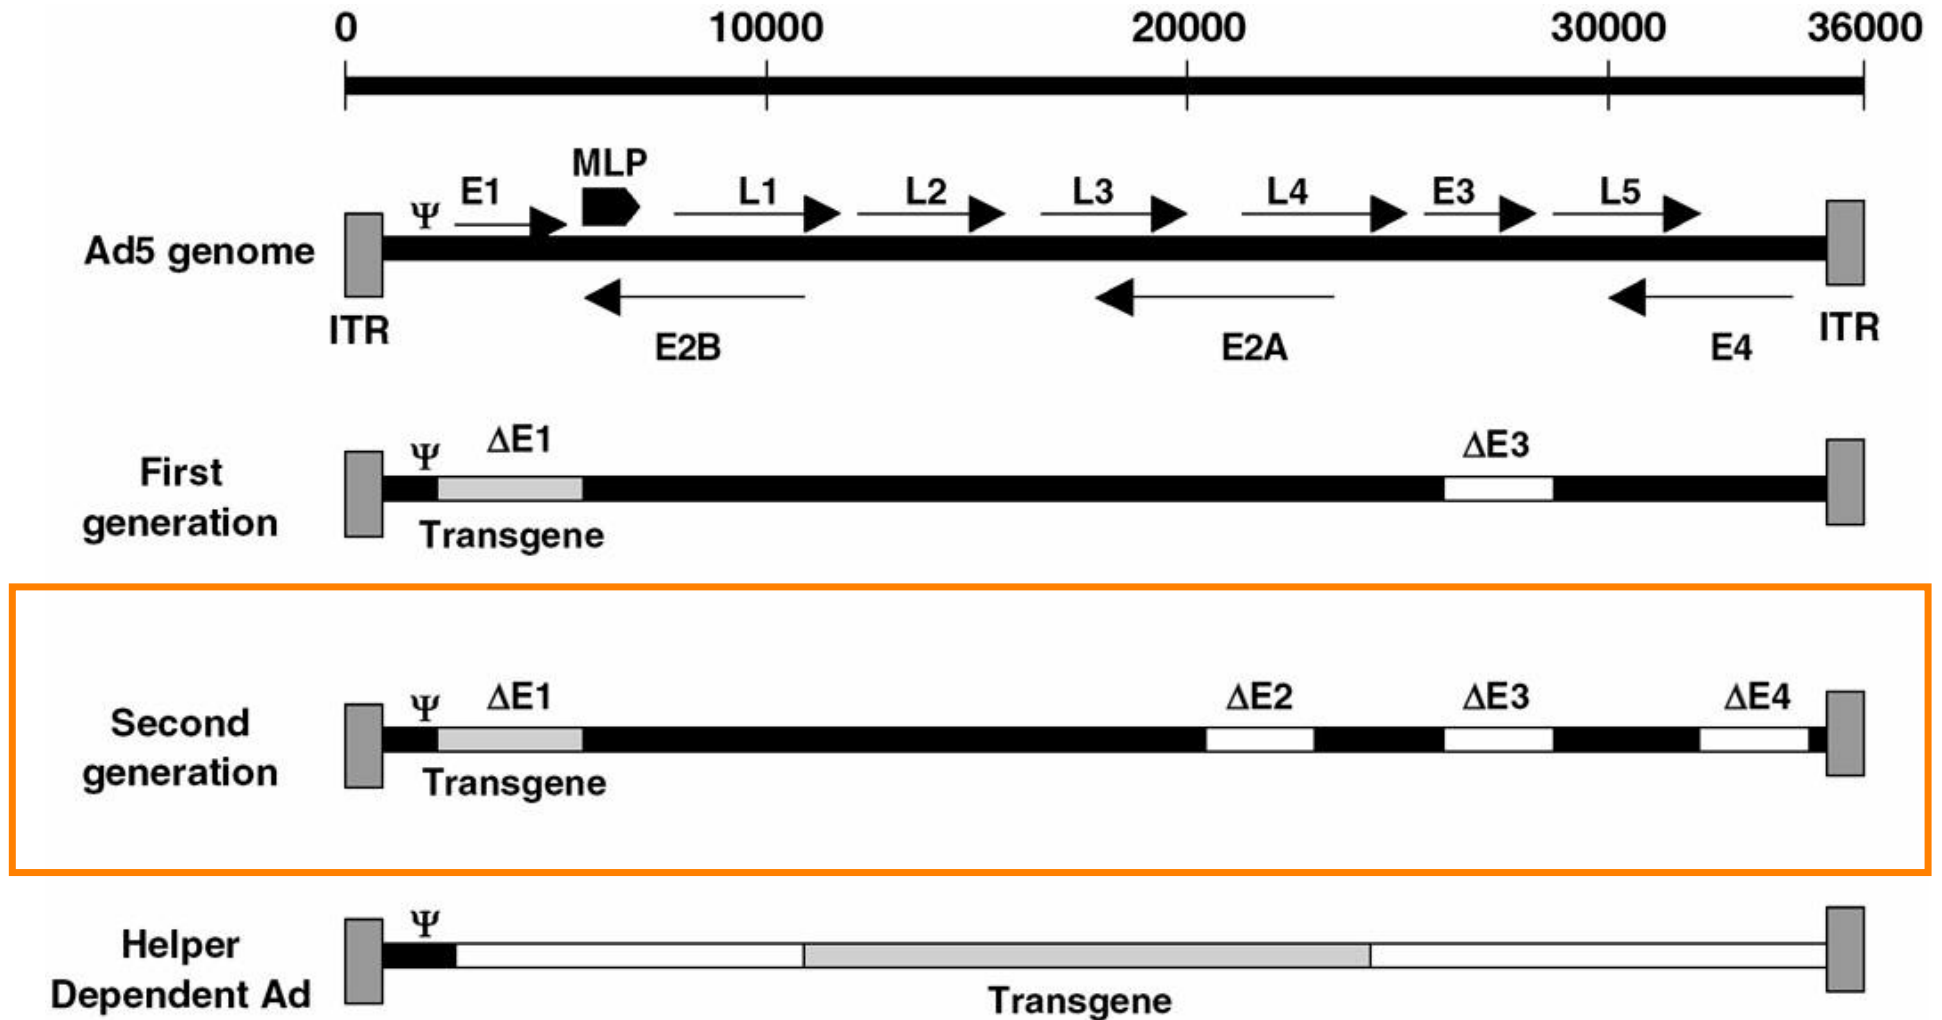 0 10000 20000 30000 36000
MLP
Ψ E1 L1 L2 L3 L4 E3 L5
Ad5 genome
ITR E2B E2A E4 ITR
Ψ ΔE1 ΔE3
First
generation
Transgene
Ψ ΔE1 ΔE2 ΔE3 ΔE4
Second
generation
Transgene
Ψ
Helper
Dependent Ad
Transgene